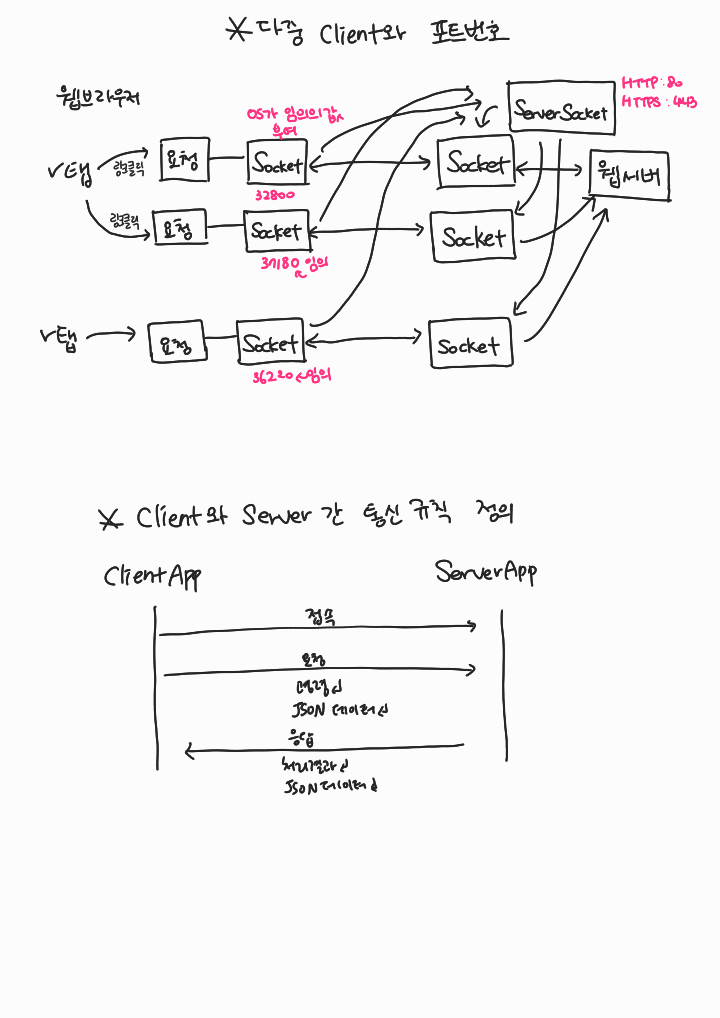 * 다중 Client와 포트번호
웹브라우저
HTTP : 80
HTTPS : 443
OS가 임의의 값
부여
ServerSocket
✓탭
링크클릭
요청
Socket
32800
Socket
웹서버
링크클릭
요청
Socket
37180 임의
Socket
✓탭
요청
Socket
36220 임의
Socket
* Client와 Server 간 통신 규칙 정의
ClientApp
ServerApp
접속
요청
명령↲
JSON 데이터↲
응답
처리결과↲
JSON데이터↲